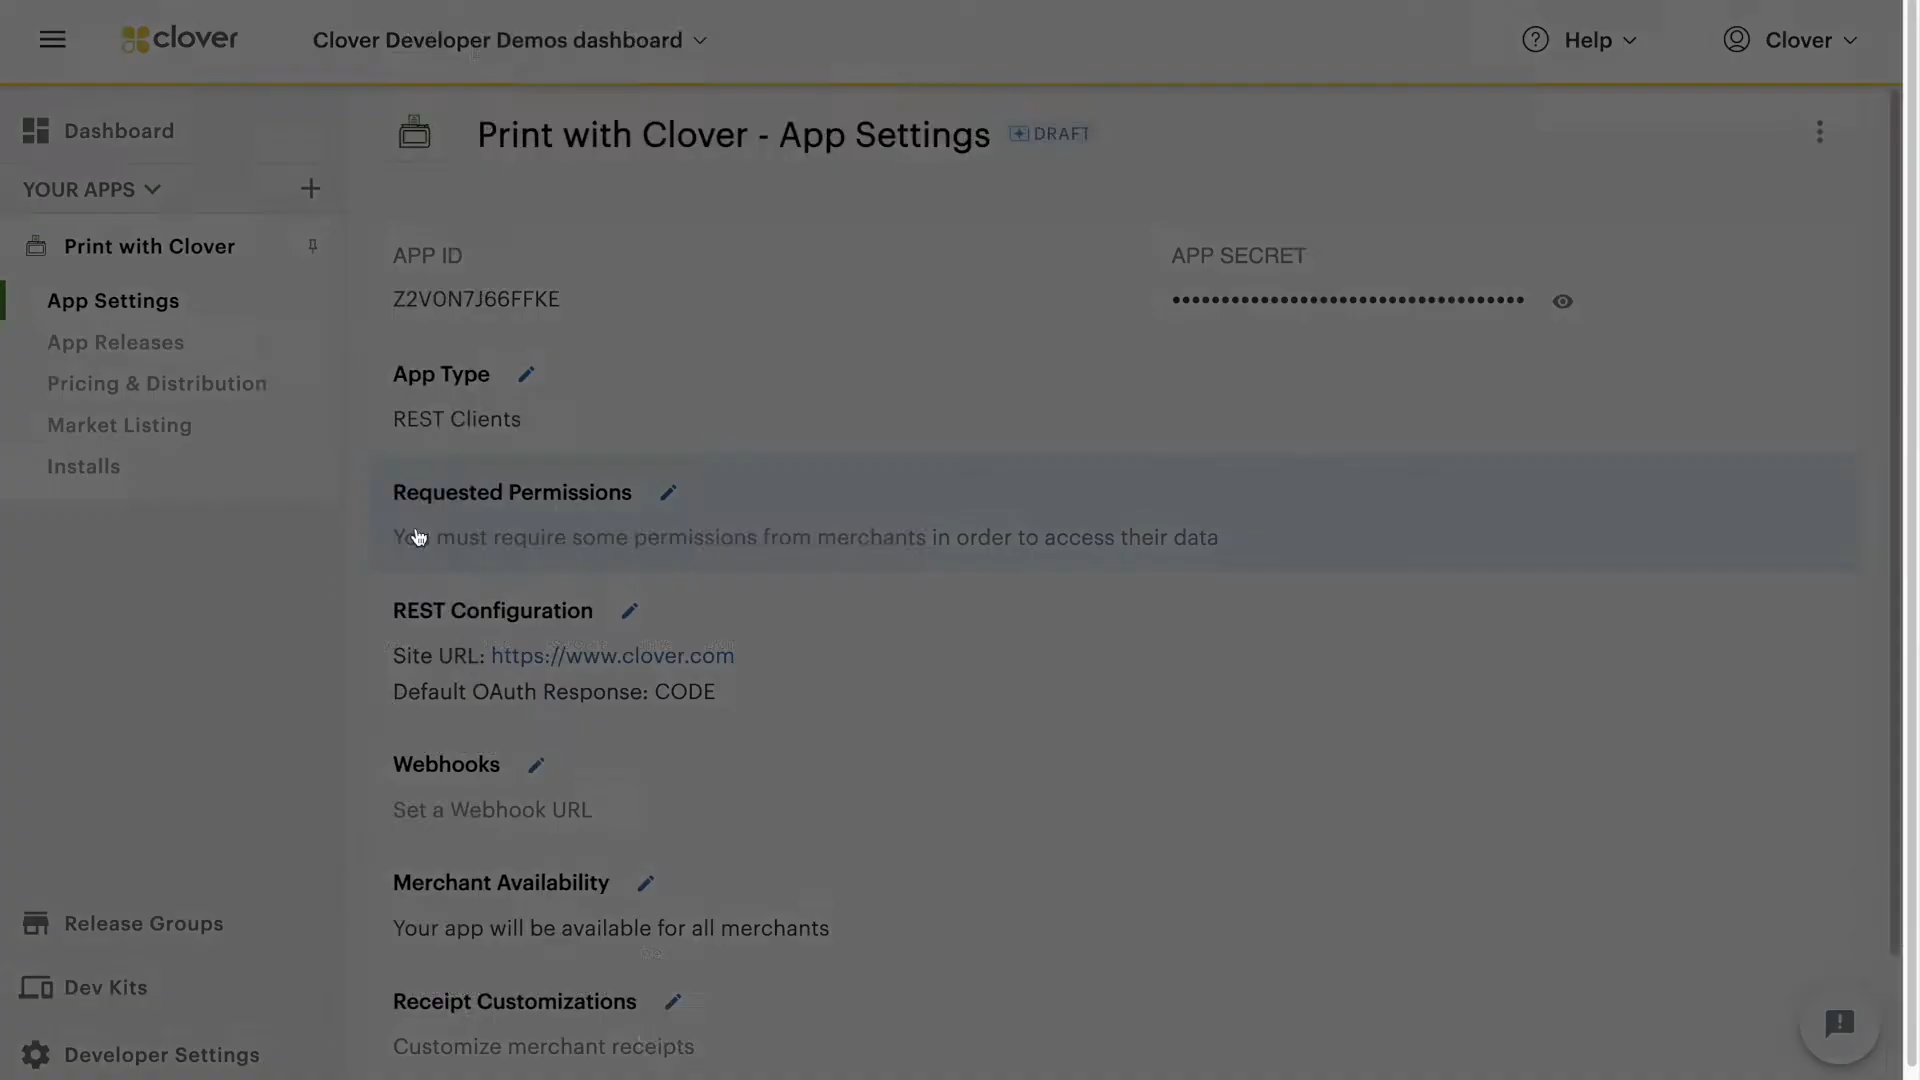 clover
Clover Developer Demos dashboard
Help
Clover
Dashboard
YOUR APPS
Print with Clover
App Settings
App Releases
Pricing & Distribution
Market Listing
Installs
Release Groups
Dev Kits
Developer Settings
Print with Clover - App Settings
DRAFT
APP ID
Z2V0N7J66FFKE
APP SECRET
••••••••••••••••••••••••••••••••••••
App Type
REST Clients
Requested Permissions
You must require some permissions from merchants in order to access their data
REST Configuration
Site URL: https://www.clover.com
Default OAuth Response: CODE
Webhooks
Set a Webhook URL
Merchant Availability
Your app will be available for all merchants
Receipt Customizations
Customize merchant receipts